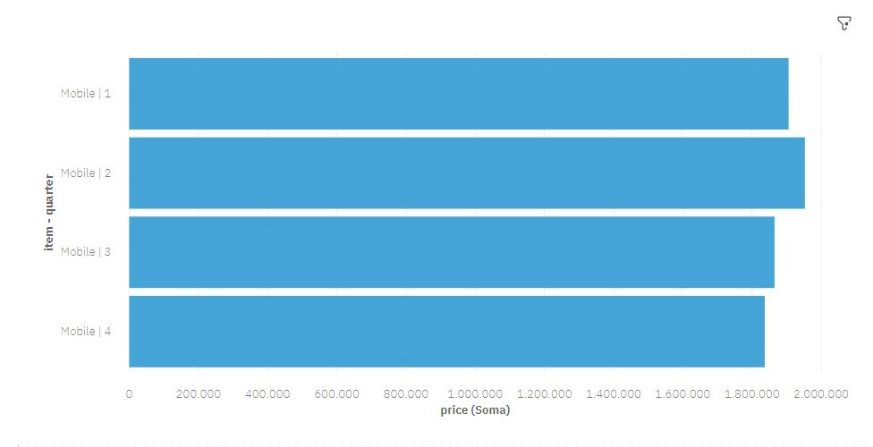 Mobile | 1
Mobile | 2
Mobile | 3
Mobile | 4
item - quarter
0 200.000 400.000 600.000 800.000 1.000.000 1.200.000 1.400.000 1.600.000 1.800.000 2.000.000
price (Soma)